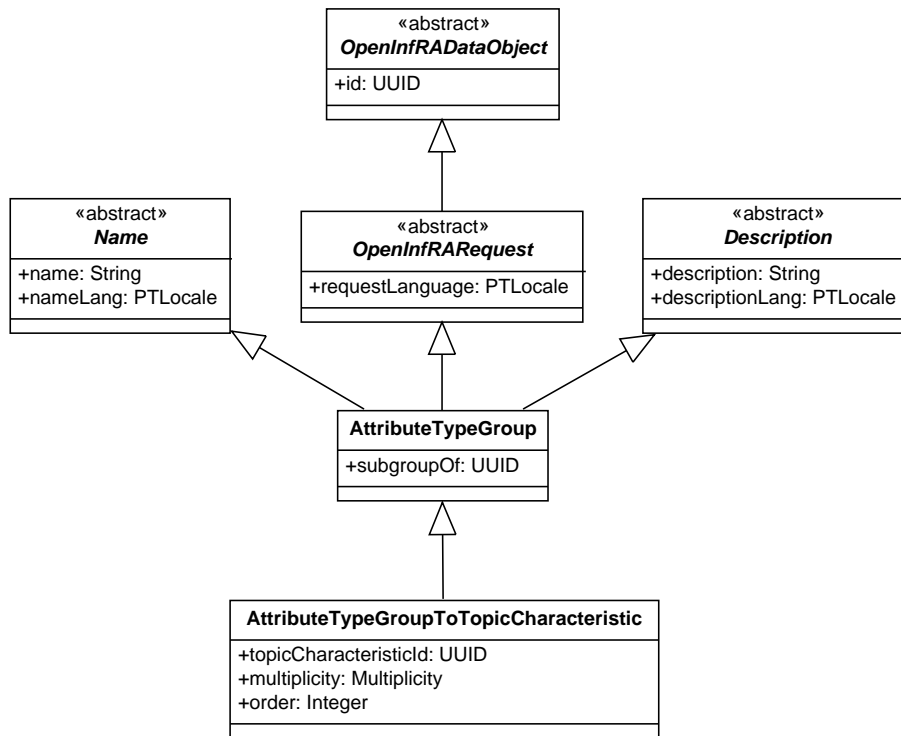 «abstract»
OpenInfRADataObject
+id: UUID
«abstract»
Name
+name: String
+nameLang: PTLocale
«abstract»
OpenInfRARequest
+requestLanguage: PTLocale
«abstract»
Description
+description: String
+descriptionLang: PTLocale
AttributeTypeGroup
+subgroupOf: UUID
AttributeTypeGroupToTopicCharacteristic
+topicCharacteristicId: UUID
+multiplicity: Multiplicity
+order: Integer